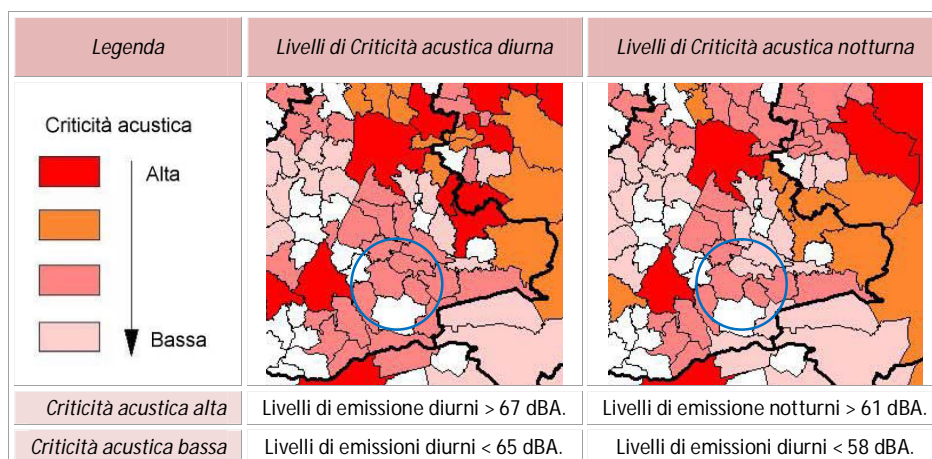 Legenda
Livelli di Criticità acustica diurna
Livelli di Criticità acustica notturna
Criticità acustica
Alta
Bassa
Criticità acustica alta
Livelli di emissione diurni > 67 dBA.
Livelli di emissione notturni > 61 dBA.
Criticità acustica bassa
Livelli di emissioni diurni < 65 dBA.
Livelli di emissioni diurni < 58 dBA.